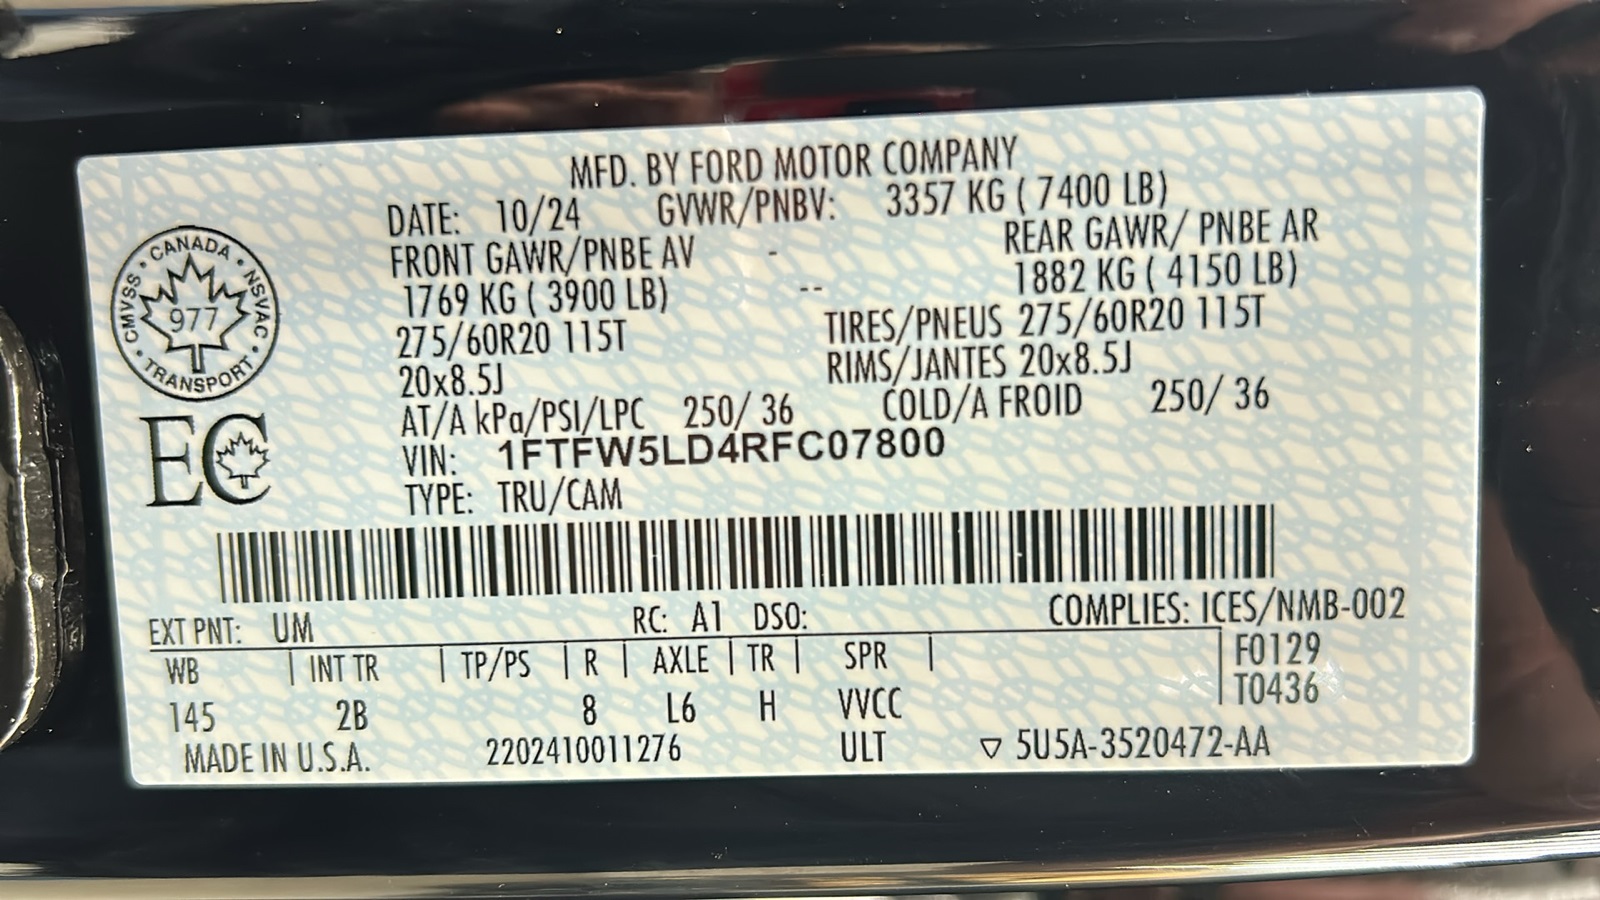 MFD. BY FORD MOTOR COMPANY
DATE: 10/24 GVWR/PNBV: 3357 KG ( 7400 LB)
FRONT GAWR/PNBE AV - REAR GAWR/ PNBE AR
1769 KG ( 3900 LB) -- 1882 KG ( 4150 LB)
275/60R20 115T TIRES/PNEUS 275/60R20 115T
20x8.5J RIMS/JANTES 20x8.5J
AT/A kPa/PSI/LPC 250/ 36 COLD/A FROID 250/ 36
VIN: 1FTFW5LD4RFC07800
TYPE: TRU/CAM
CANADA • NSVAC • TRANSPORT • CMVSS •
977
EC
EXT PNT: UM RC: A1 DSO: COMPLIES: ICES/NMB-002
WB | INT TR | TP/PS | R | AXLE | TR | SPR | F0129
T0436
145 2B 8 L6 H VVCC
MADE IN U.S.A. 2202410011276 ULT ▽ 5U5A-3520472-AA